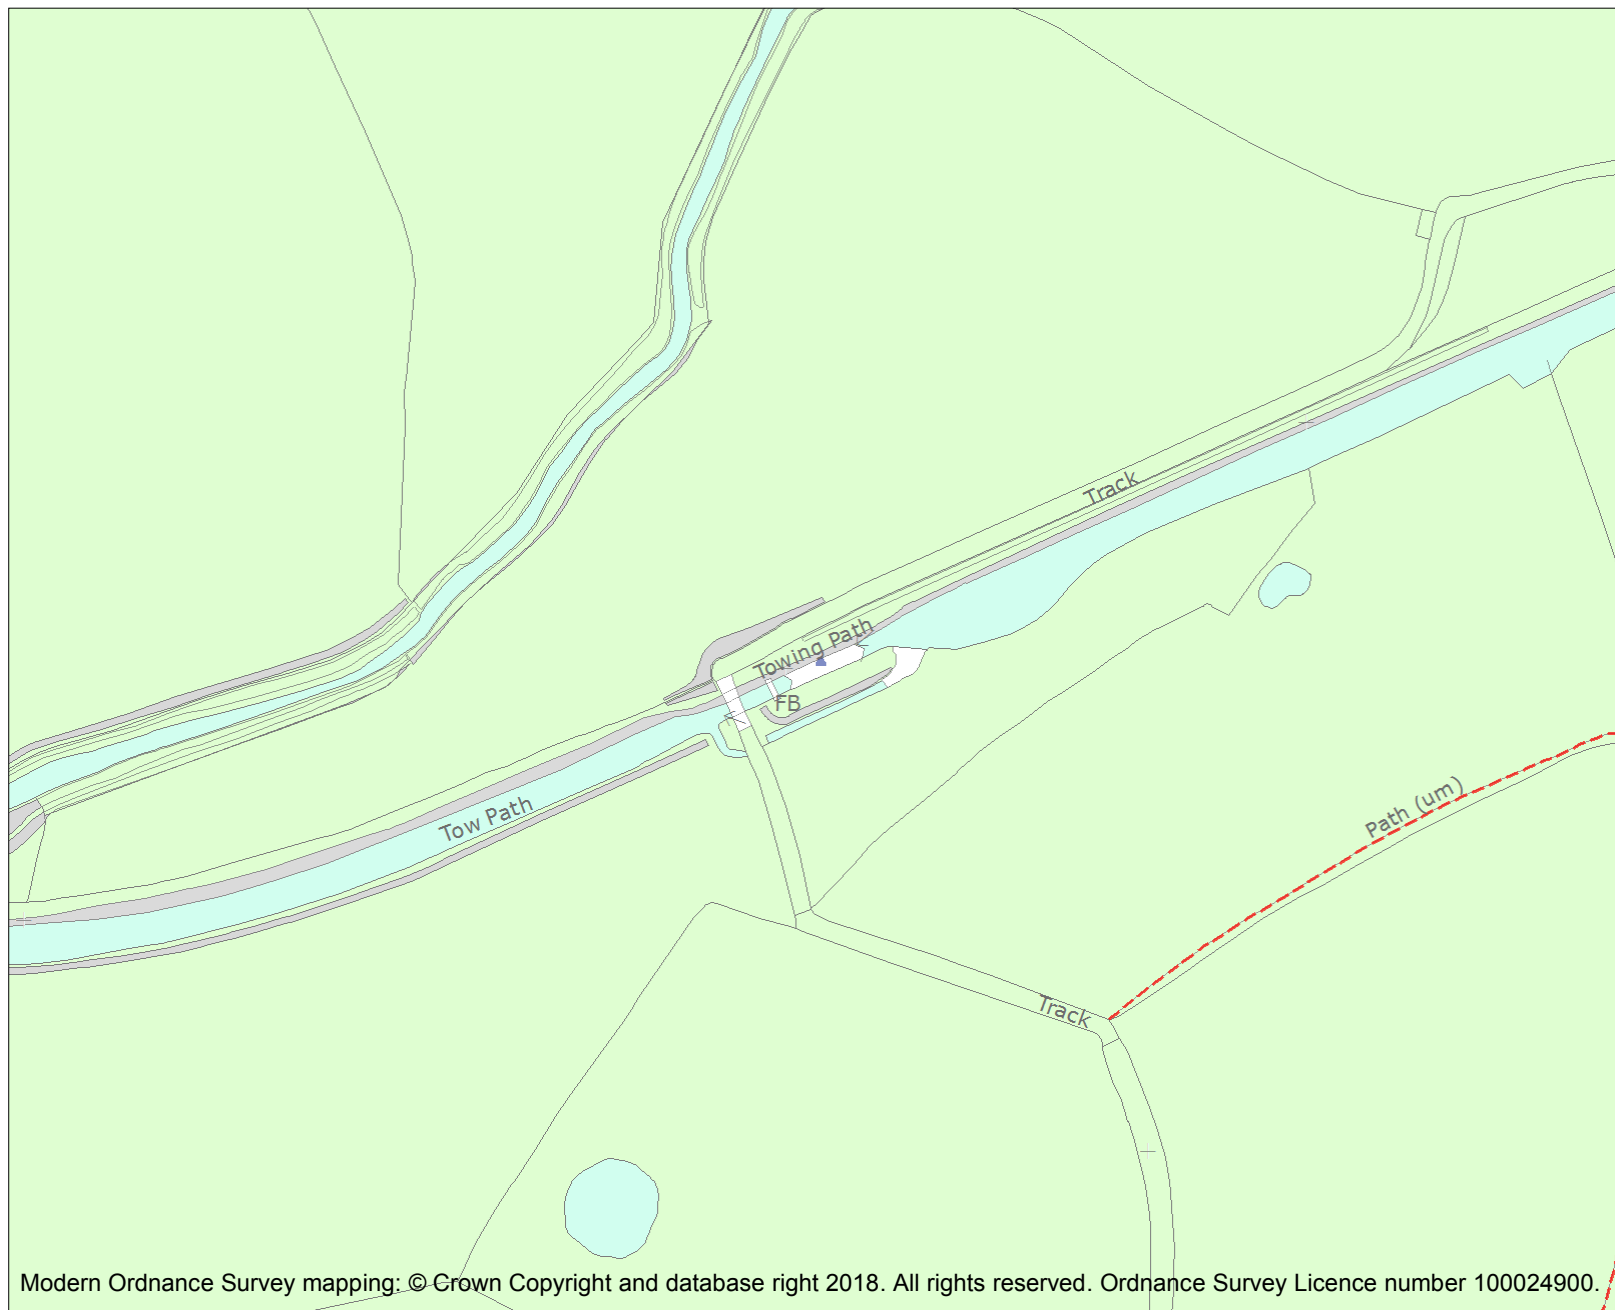 Track
Towing Path
FB
Path (um)
Tow Path
Track
Modern Ordnance Survey mapping: © Crown Copyright and database right 2018. All rights reserved. Ordnance Survey Licence number 100024900.